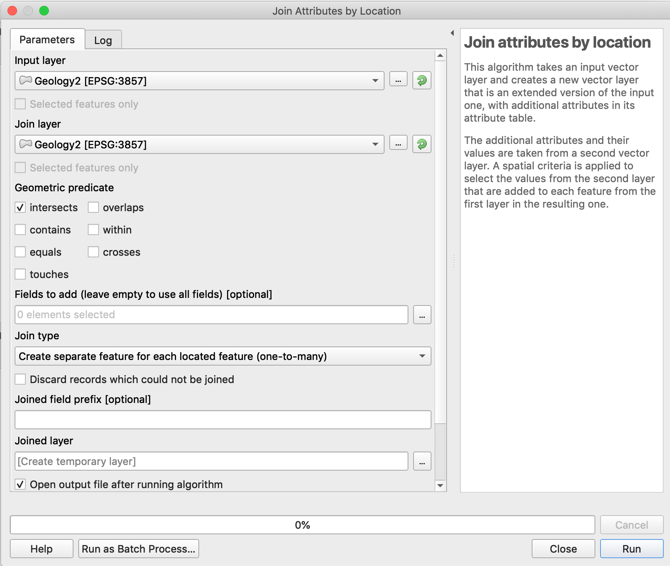 Join Attributes by Location
Parameters
Log
Input layer
Geology2 [EPSG:3857]
...
Selected features only
Join layer
Geology2 [EPSG:3857]
...
Selected features only
Geometric predicate
intersects
overlaps
contains
within
equals
crosses
touches
Fields to add (leave empty to use all fields) [optional]
0 elements selected
...
Join type
Create separate feature for each located feature (one-to-many)
Discard records which could not be joined
Joined field prefix [optional]
Joined layer
[Create temporary layer]
...
Open output file after running algorithm
Join attributes by location
This algorithm takes an input vector
layer and creates a new vector layer
that is an extended version of the input
one, with additional attributes in its
attribute table.
The additional attributes and their
values are taken from a second vector
layer. A spatial criteria is applied to
select the values from the second layer
that are added to each feature from the
first layer in the resulting one.
0%
Cancel
Help
Run as Batch Process...
Close
Run